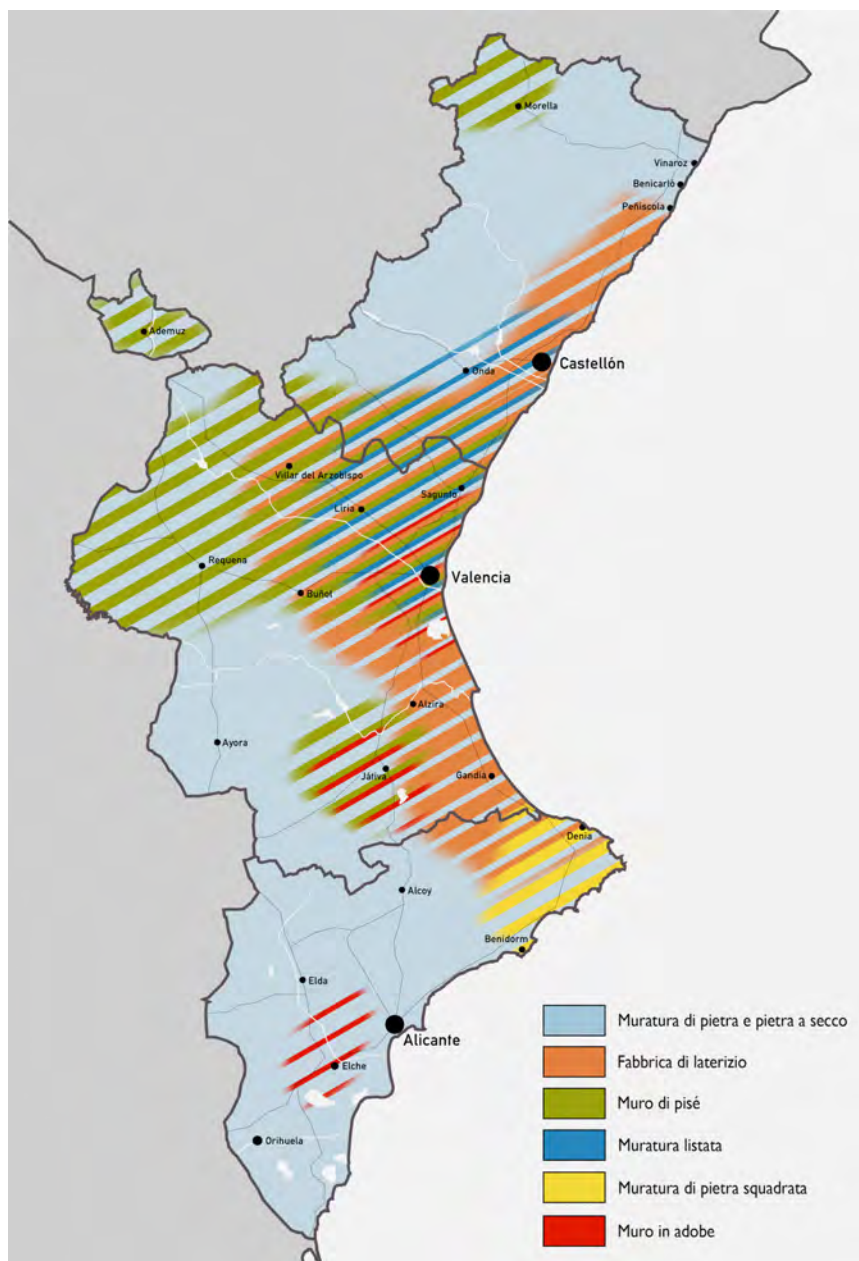 Morella
Vinaroz
Benicarló
Peñiscola
Ademuz
Castellón
Onda
Villar del Arzobispo
Sagunto
Liria
Requena
Valencia
Buñol
Alzira
Ayora
Játiva
Gandia
Denia
Alcoy
Benidorm
Elda
Alicante
Elche
Orihuela
Muratura di pietra e pietra a secco
Fabbrica di laterizio
Muro di pisé
Muratura listata
Muratura di pietra squadrata
Muro in adobe